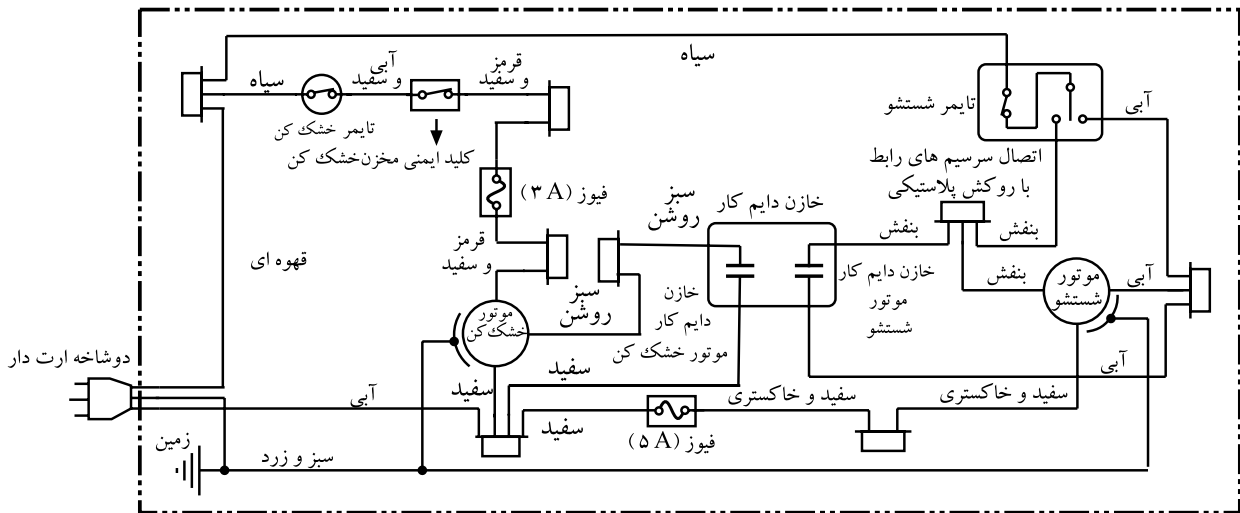 سیاه
سیاه
آبی
و سفید
قرمز
و سفید
تایمر خشک کن
کلید ایمنی مخزن خشک کن
تایمر شستشو
آبی
اتصال سرسیم های رابط
با روکش پلاستیکی
فیوز (۳ A)
سبز
روشن
خازن دایم کار
بنفش
بنفش
قهوه ای
قرمز
و سفید
سبز
روشن
خازن
دایم کار
موتور خشک کن
خازن دایم کار
موتور
شستشو
بنفش
موتور
شستشو
آبی
موتور
خشک کن
دوشاخه ارت دار
آبی
سفید
سفید
آبی
سفید
فیوز (۵ A)
سفید و خاکستری
سفید و خاکستری
زمین
سبز و زرد